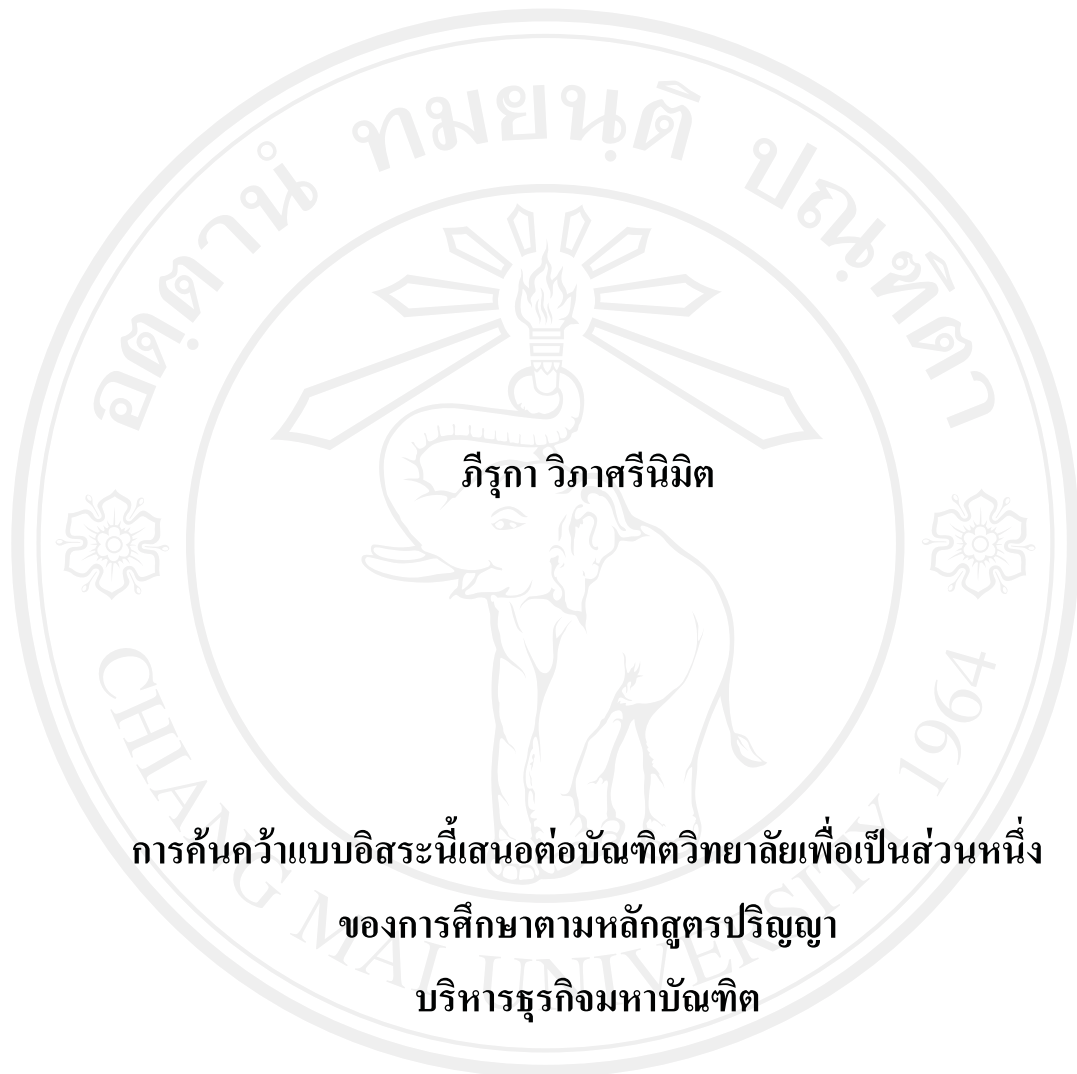 อตฺตานํ ทมยนฺติ ปณฺฑิตา
ภีรุกา วิภาศรีนิมิต
การค้นคว้าแบบอิสระนี้เสนอต่อบัณฑิตวิทยาลัยเพื่อเป็นส่วนหนึ่ง
ของการศึกษาตามหลักสูตรปริญญา
บริหารธุรกิจมหาบัณฑิต
CHIANG MAI UNIVERSITY 1964